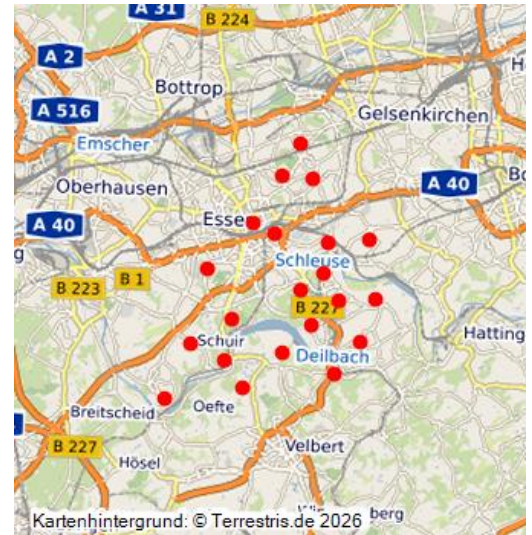 A 31
B 224
A 2
Bottrop
A 516
Gelsenkirchen
Emscher
Oberhausen
A 40
Esse
A 40
Schleuse
B 1
B 223
B 227
Hatting
Schuir
Deilbach
Breitscheid
Oefte
B 227
Velbert
Hösel
berg
Kartenhintergrund: © Terrestris.de 2026